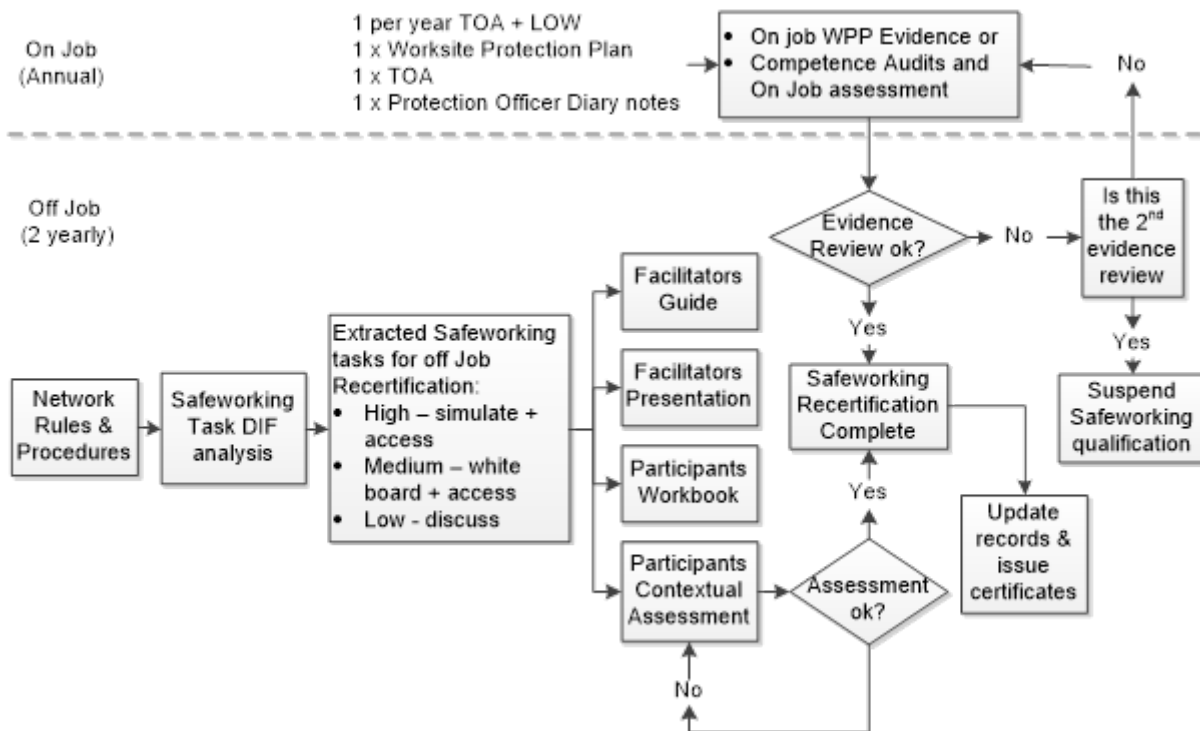 On Job
(Annual)
1 per year TOA + LOW
1 x Worksite Protection Plan
1 x TOA
1 x Protection Officer Diary notes
• On job WPP Evidence or
• Competence Audits and
On Job assessment
No
Off Job
(2 yearly)
Evidence
Review ok?
No
Is this
the 2nd
evidence
review
Yes
Yes
Suspend
Safeworking
qualification
Network
Rules &
Procedures
Safeworking
Task DIF
analysis
Extracted Safeworking
tasks for off Job
Recertification:
• High – simulate +
access
• Medium – white
board + access
• Low - discuss
Facilitators
Guide
Facilitators
Presentation
Participants
Workbook
Participants
Contextual
Assessment
Safeworking
Recertification
Complete
Yes
Assessment
ok?
No
Update
records &
issue
certificates